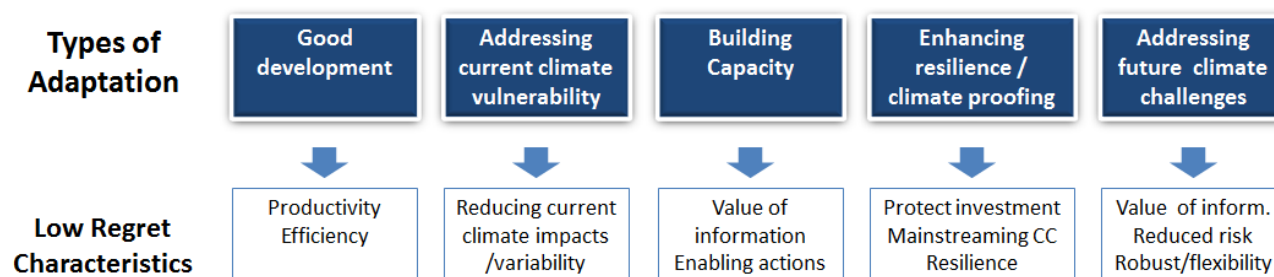 Types of
Adaptation
Good
development
Addressing
current climate
vulnerability
Building
Capacity
Enhancing
resilience /
climate proofing
Addressing
future climate
challenges
Low Regret
Characteristics
Productivity
Efficiency
Reducing current
climate impacts
/variability
Value of
information
Enabling actions
Protect investment
Mainstreaming CC
Resilience
Value of inform.
Reduced risk
Robust/flexibility